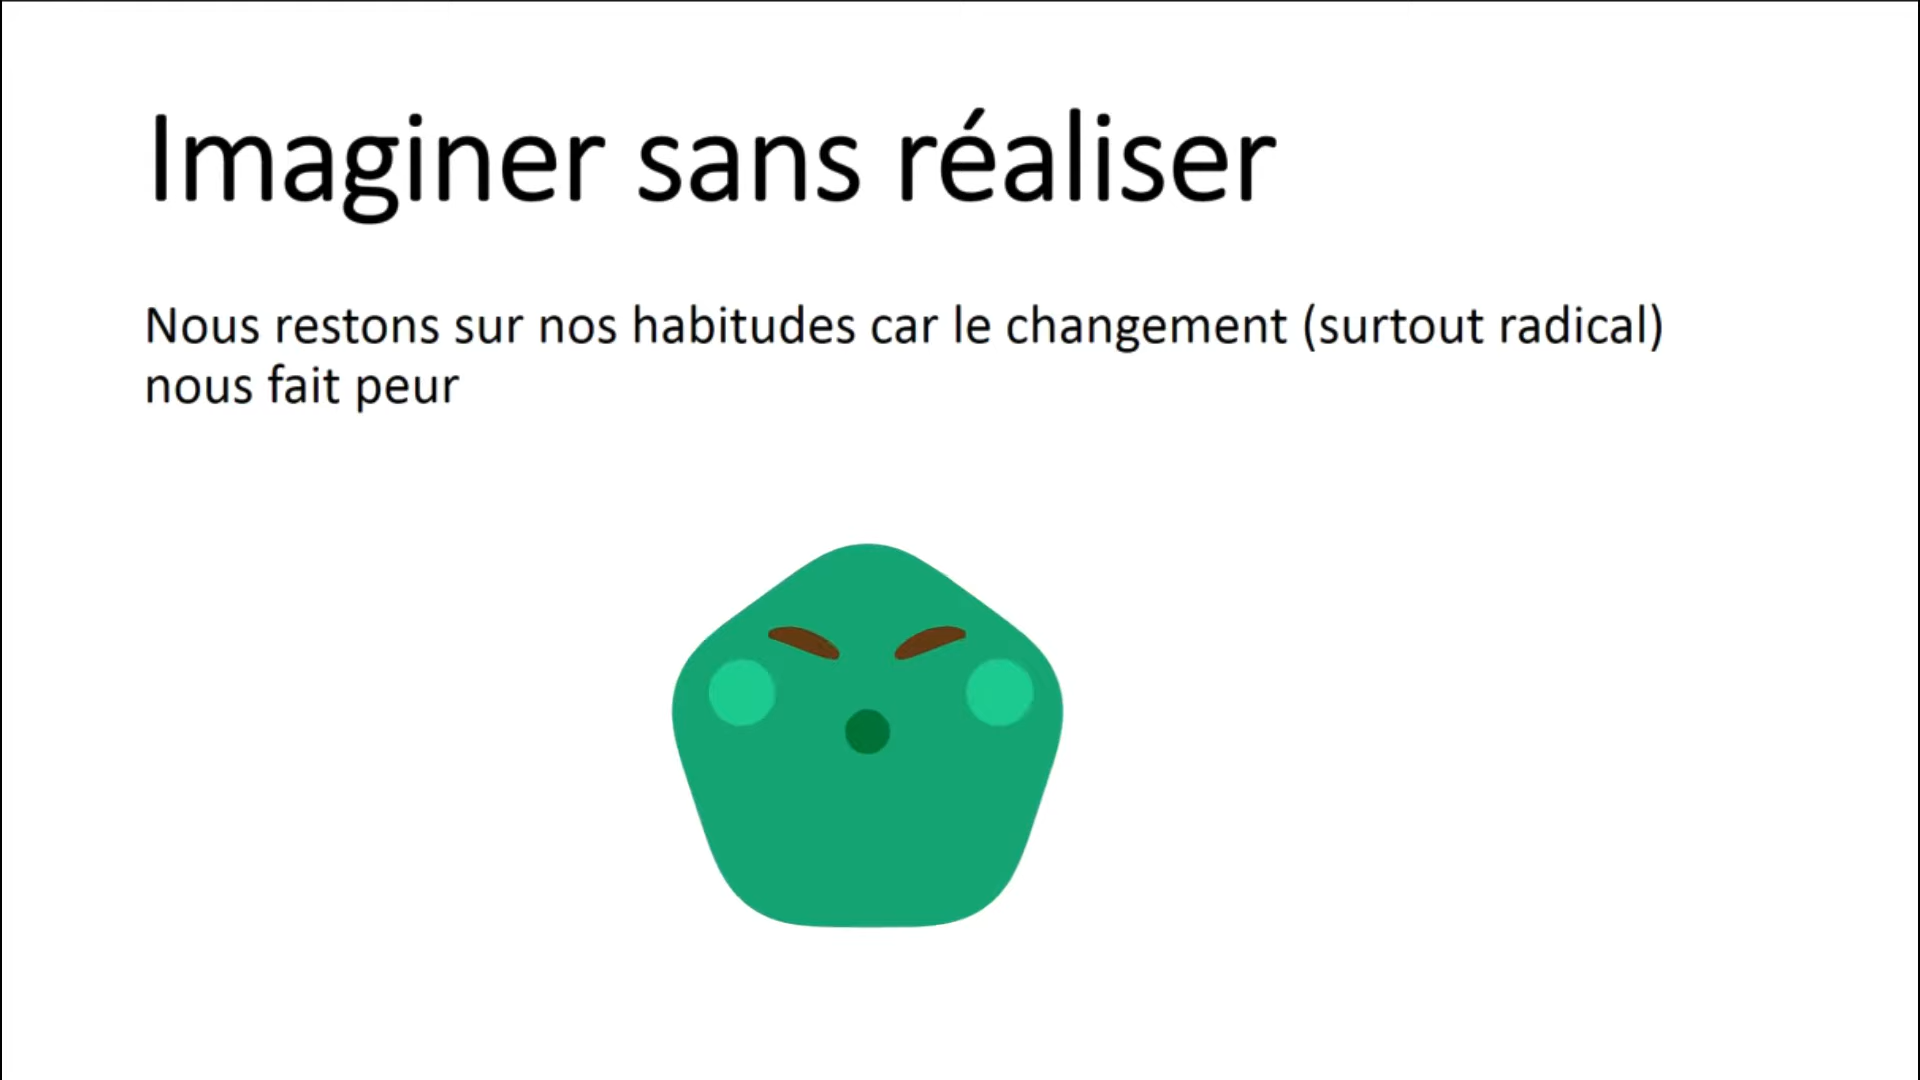 Imaginer sans réaliser
Nous restons sur nos habitudes car le changement (surtout radical)
nous fait peur